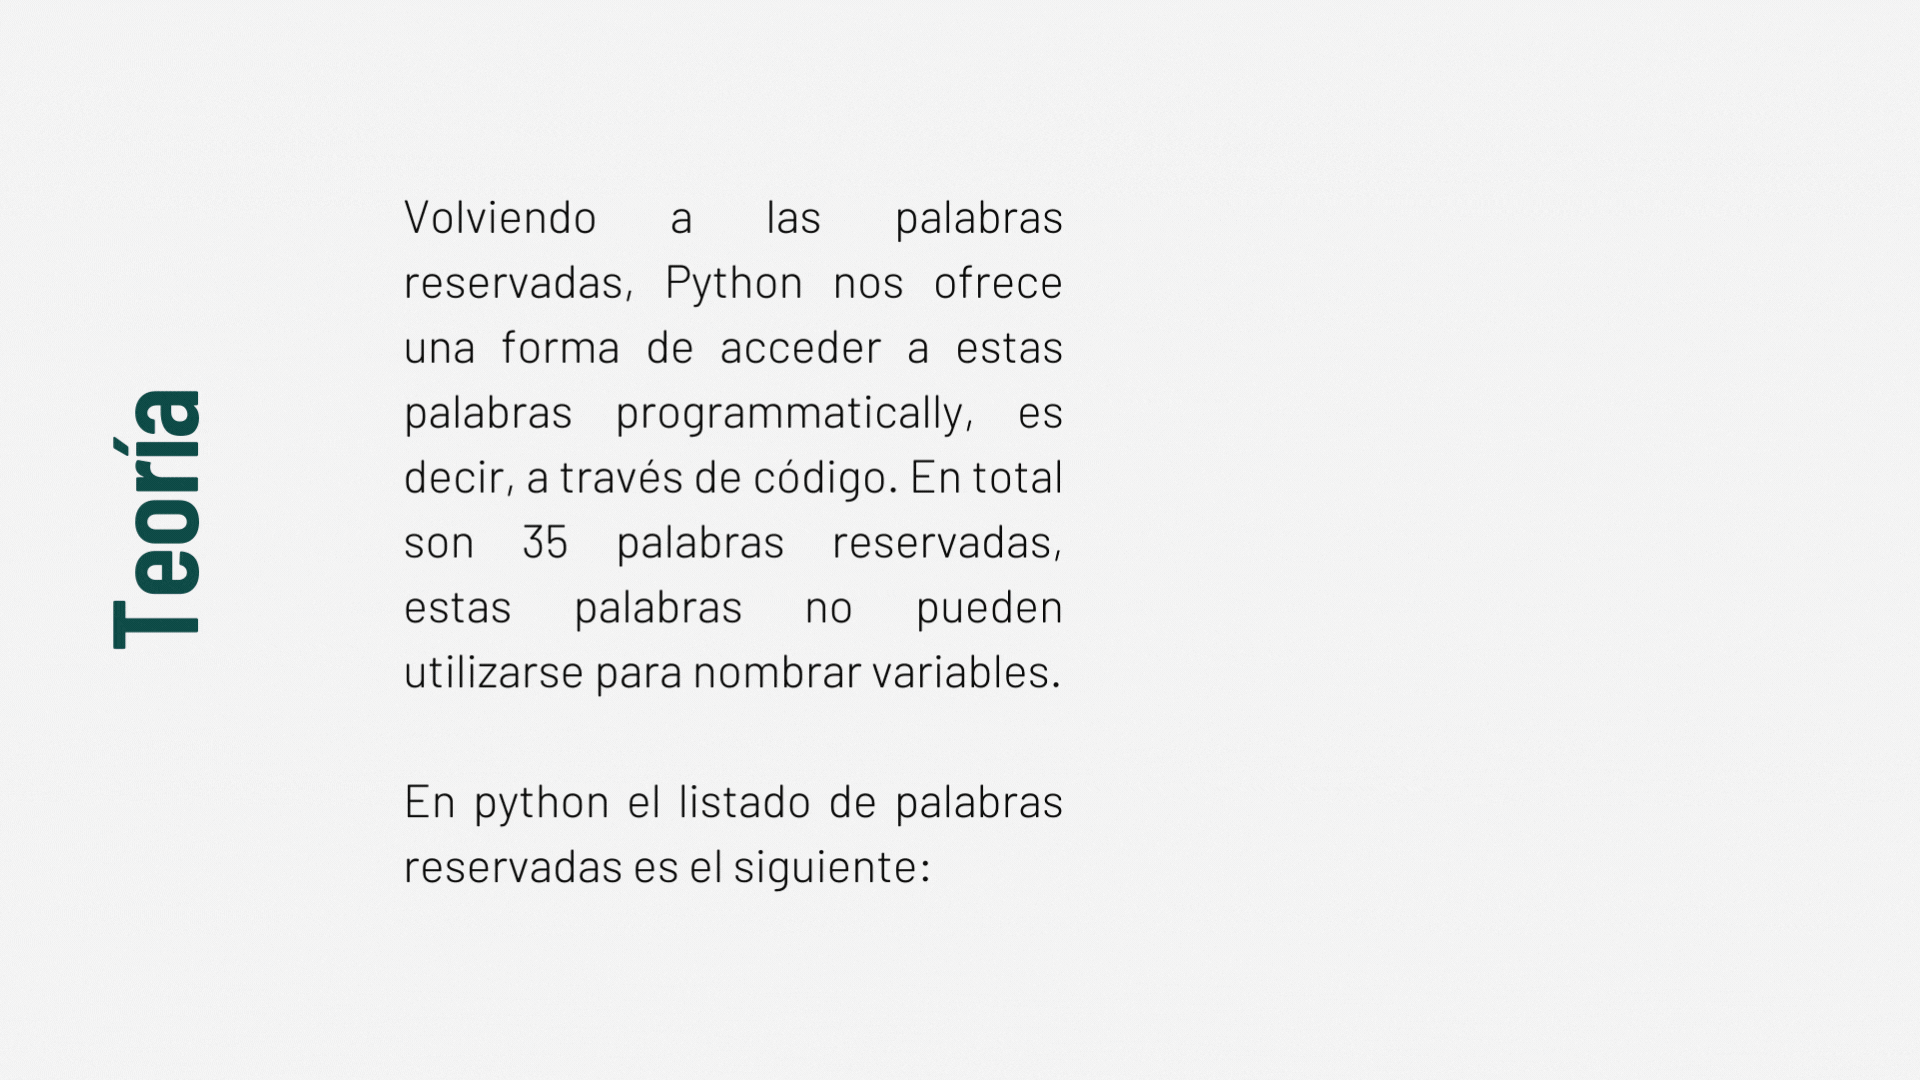 Teoría
Volviendo a las palabras
reservadas, Python nos ofrece
una forma de acceder a estas
palabras programmatically, es
decir, a través de código. En total
son 35 palabras reservadas,
estas palabras no pueden
utilizarse para nombrar variables.
En python el listado de palabras
reservadas es el siguiente: